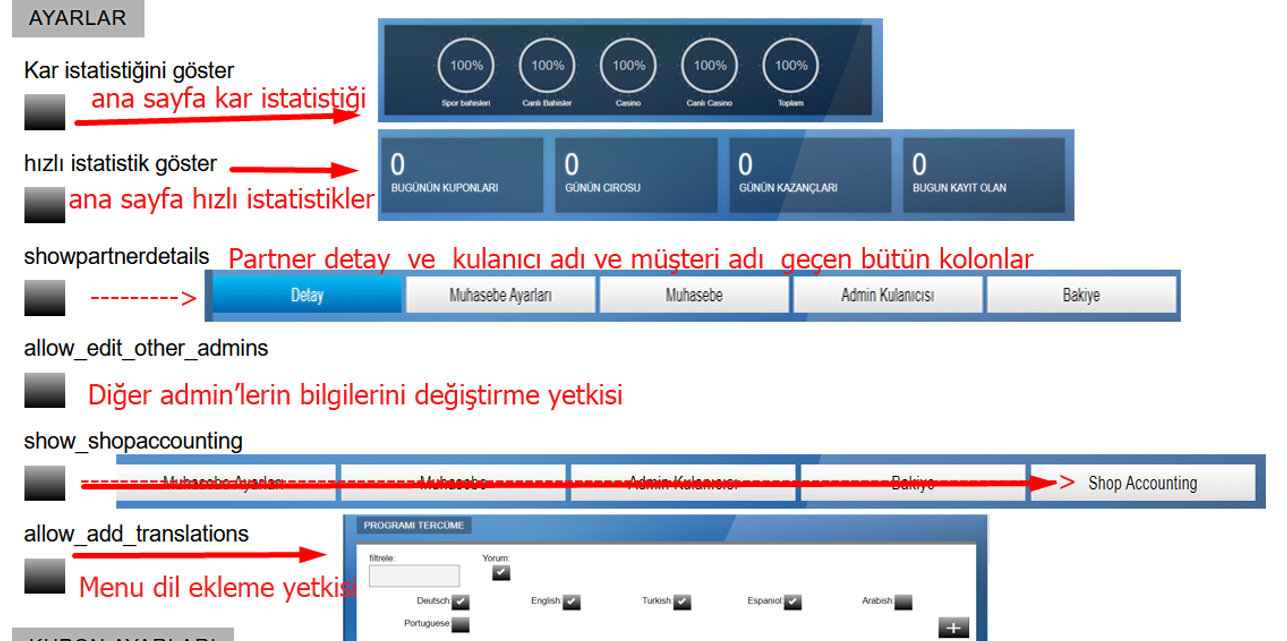 AYARLAR
Kar istatistiğini göster
ana sayfa kar istatistiği
100% 100% 100% 100% 100%
Spor bahisleri Canlı Bahisler Casino Canlı Casino Toplam
hızlı istatistik göster
ana sayfa hızlı istatistikler
0 0 0 0
BUGÜNÜN KUPONLARI GÜNÜN CIROSU GÜNÜN KAZANÇLARI BUGUN KAYIT OLAN
showpartnerdetails
Partner detay ve kulanıcı adı ve müşteri adı geçen bütün kolonlar
--------->
Detay Muhasebe Ayarları Muhasebe Admin Kulanıcısı Bakiye
allow_edit_other_admins
Diğer admin'lerin bilgilerini değiştirme yetkisi
show_shopaccounting
Muhasebe Ayarları Muhasebe Admin Kulanıcısı Bakiye > Shop Accounting
allow_add_translations
Menu dil ekleme yetkisi
PROGRAMI TERCÜME
filtrele: Yorum:
Deutsch: English: Turkish: Espaniol: Arabish:
Portuguese:
+
KUPON AYARLARI